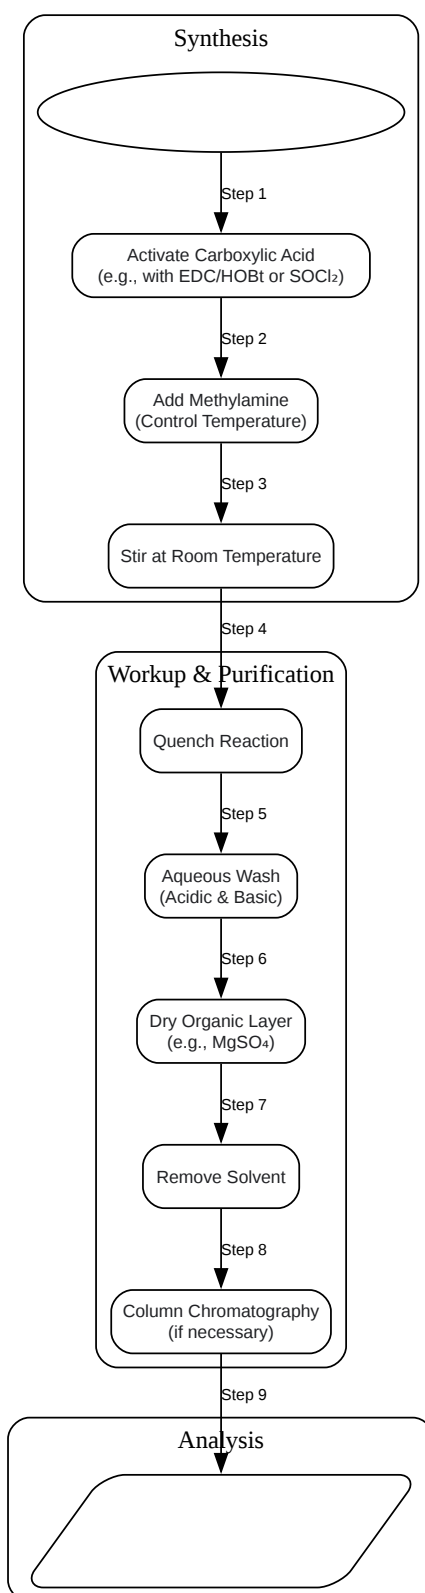 Synthesis
Step 1
Activate Carboxylic Acid
(e.g., with EDC/HOBt or SOCl₂)
Step 2
Add Methylamine
(Control Temperature)
Step 3
Stir at Room Temperature
Step 4
Workup & Purification
Quench Reaction
Step 5
Aqueous Wash
(Acidic & Basic)
Step 6
Dry Organic Layer
(e.g., MgSO₄)
Step 7
Remove Solvent
Step 8
Column Chromatography
(if necessary)
Step 9
Analysis